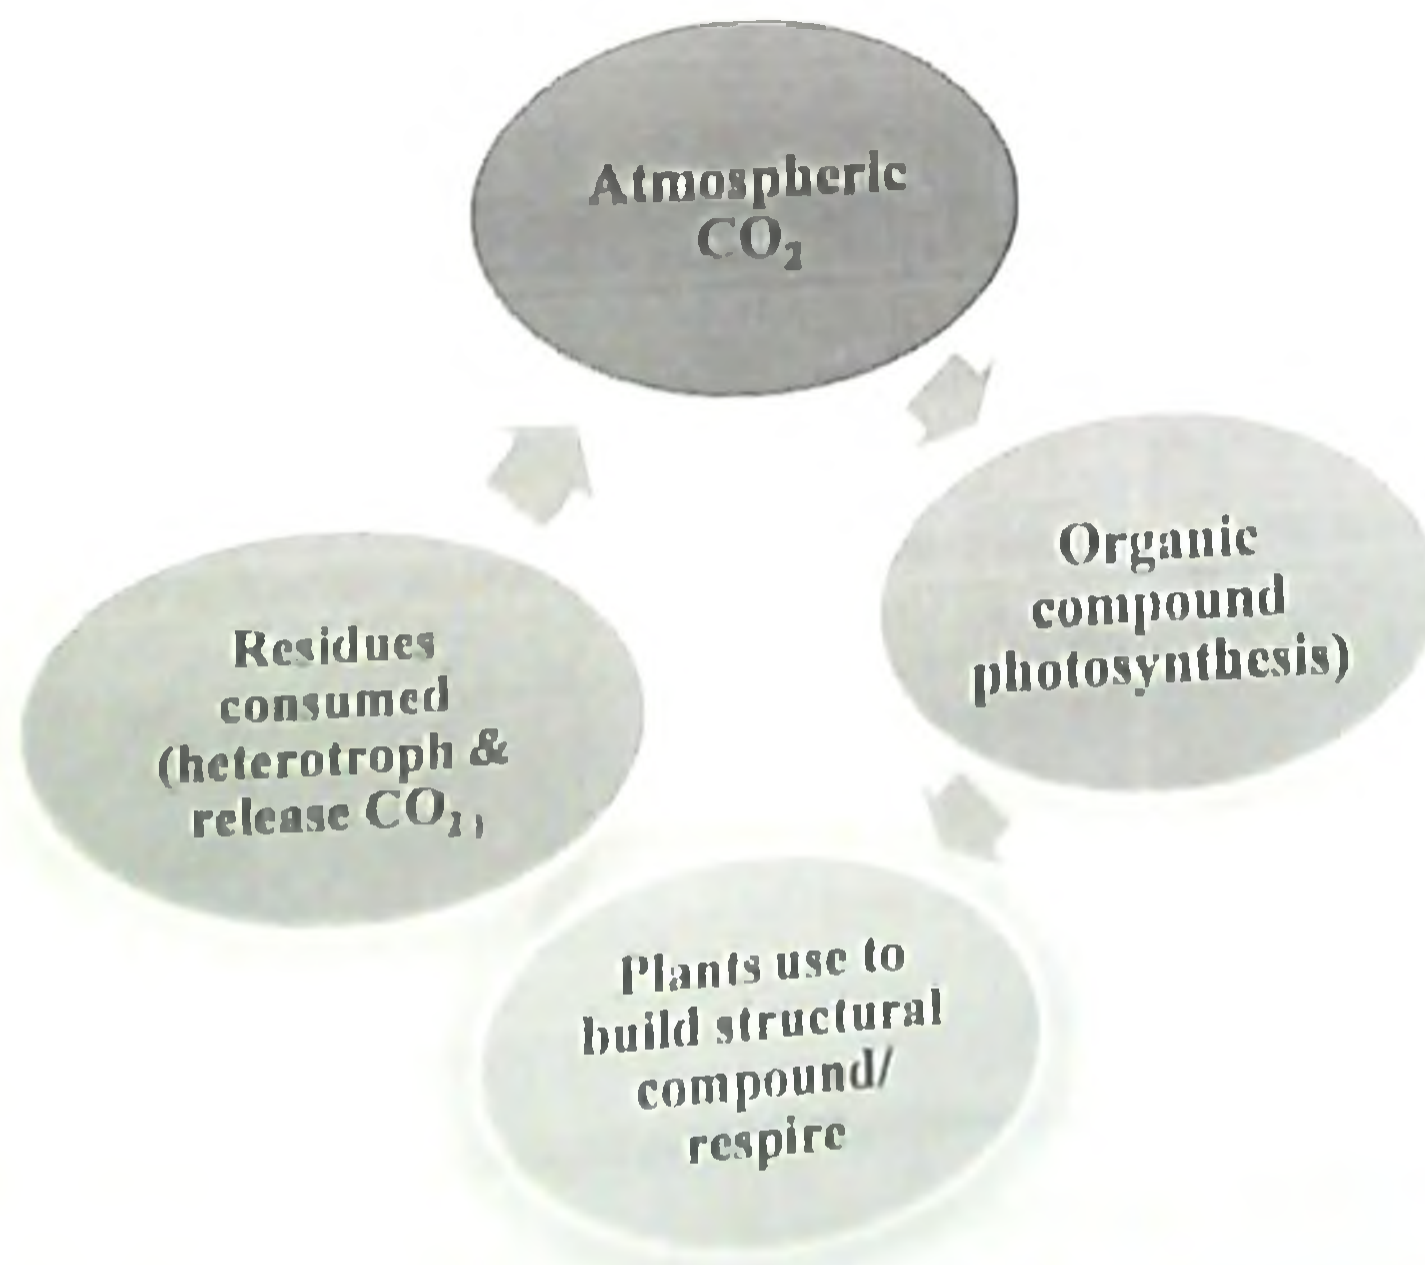 Atmospheric
CO₂
Organic
compound
photosynthesis)
Plants use to
build structural
compound/
respire
Residues
consumed
(heterotroph &
release CO₂)